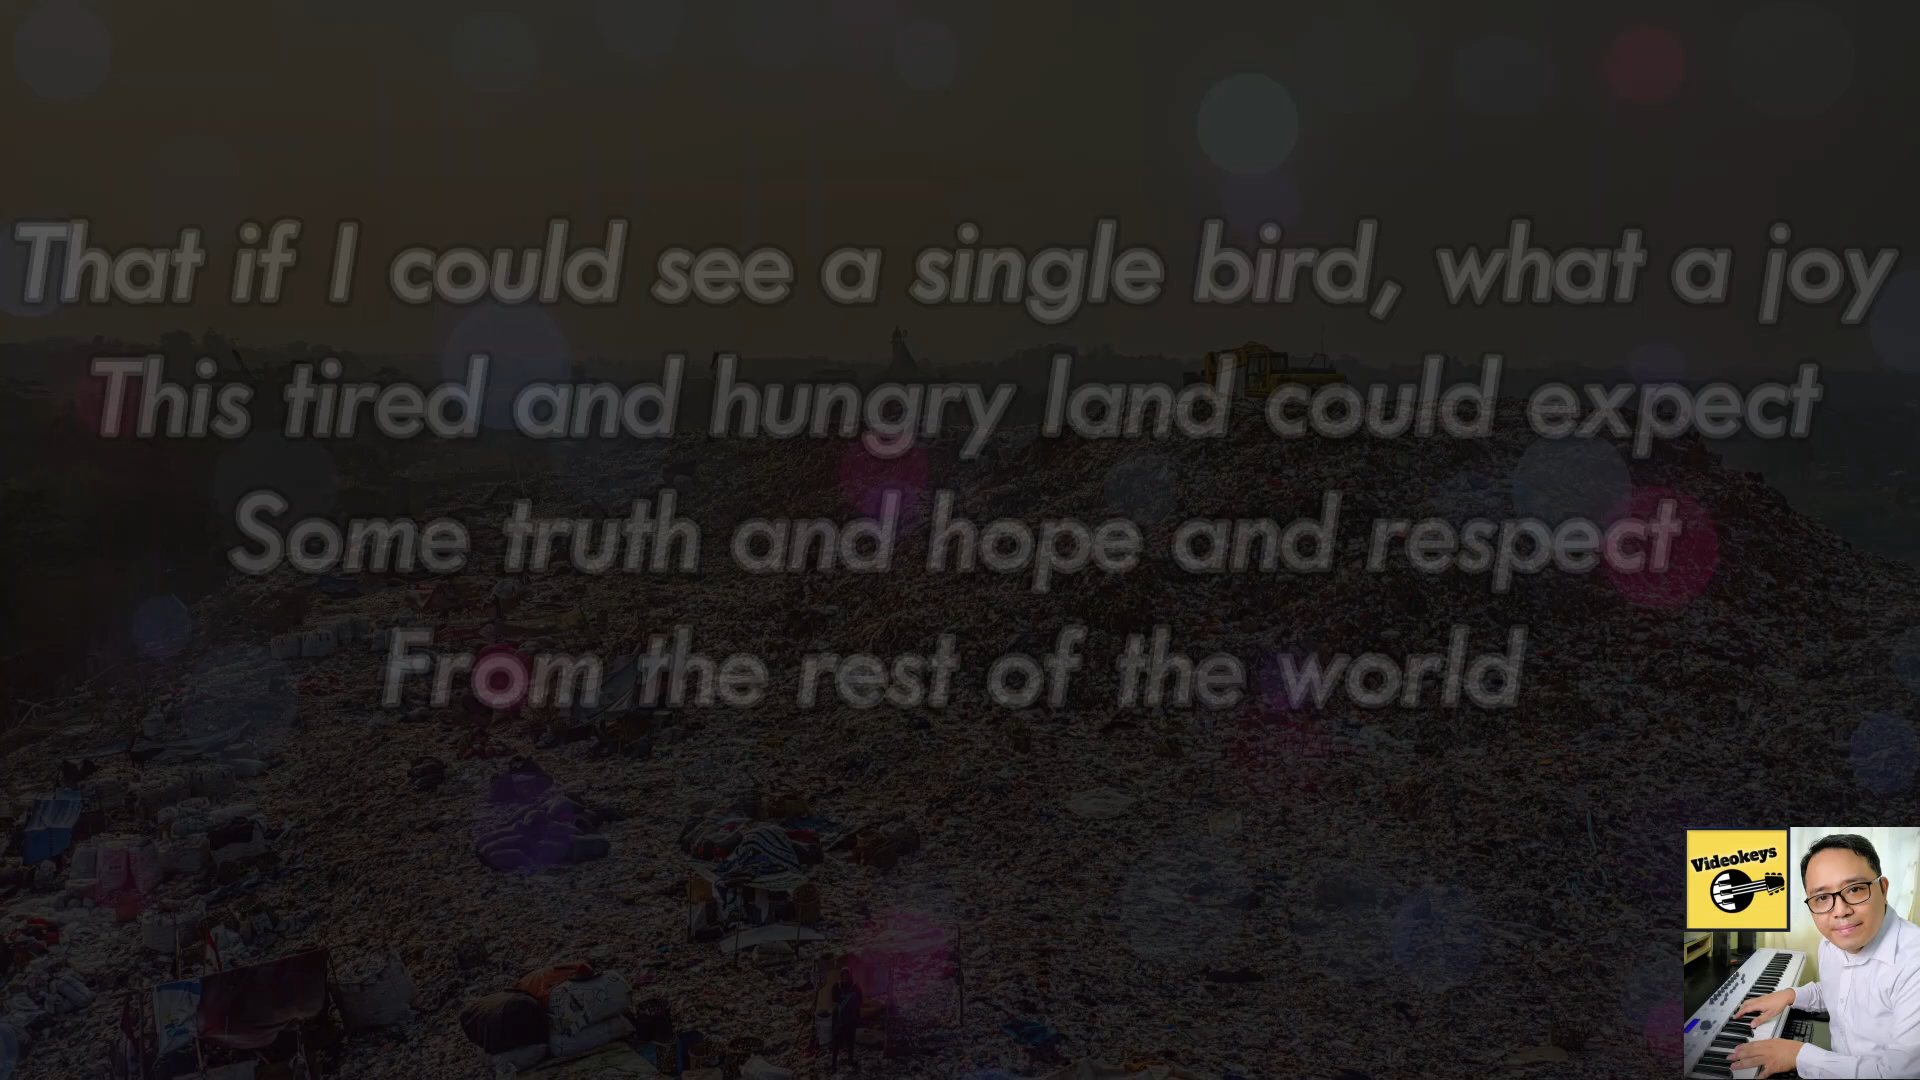 That if I could see a single bird, what a joy
This tired and hungry land could expect
Some truth and hope and respect
From the rest of the world
Videokeys